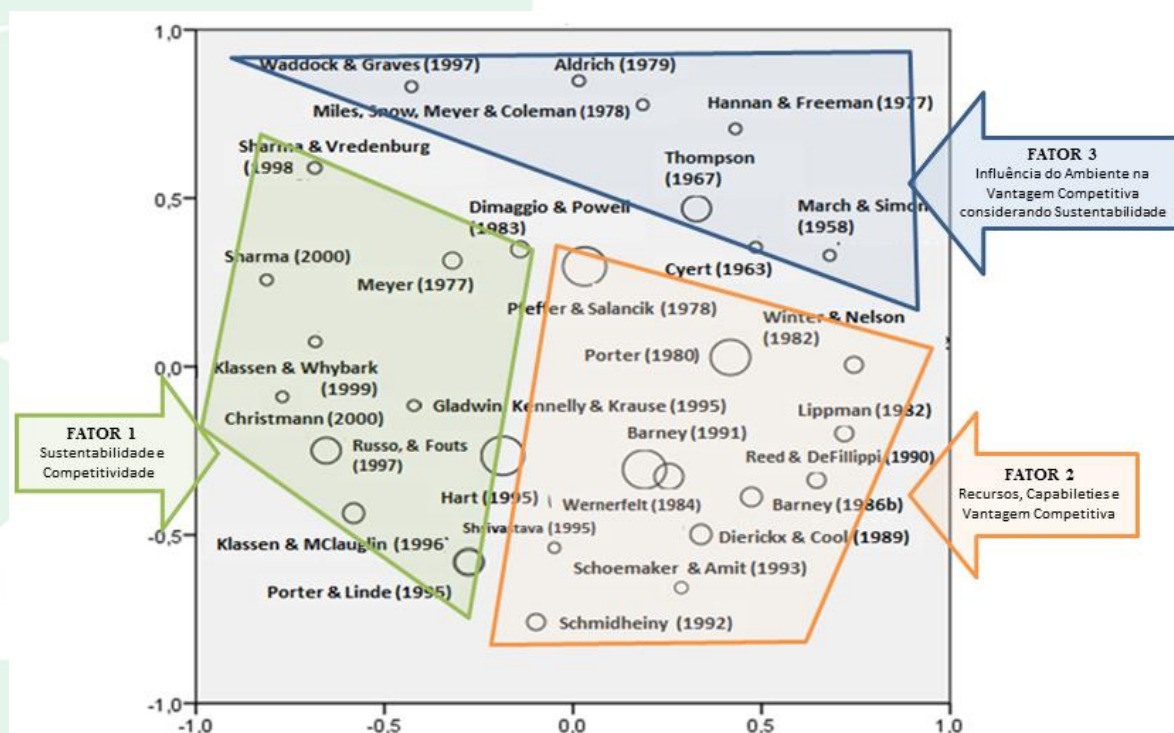 1,0
Waddock & Graves (1997)
Aldrich (1979)
Miles, Snow, Meyer & Coleman (1978)
Hannan & Freeman (1977)
Sharma & Vredenburg
(1998
Thompson
(1967)
FATOR 3
Influência do Ambiente na
Vantagem Competitiva
considerando Sustentabilidade
0,5
Dimaggio & Powell
(1983)
March & Simon
(1958)
Sharma (2000)
Meyer (1977)
Cyert (1963)
Pfeffer & Salancik (1978)
Winter & Nelson
(1982)
Porter (1980)
0,0
Klassen & Whybark
(1999)
Christmann (2000)
Gladwin, Kennelly & Krause (1995)
Lippman (1982)
FATOR 1
Sustentabilidade e
Competitividade
Barney (1991)
Russo, & Fouts
(1997)
Reed & DeFillippi (1990)
FATOR 2
Recursos, Capabileties e
Vantagem Competitiva
Hart (1995)
Wernerfelt (1984)
Barney (1986b)
Shrivastava (1995)
-0,5
Klassen & MClauglin (1996
Dierickx & Cool (1989)
Schoemaker & Amit (1993)
Porter & Linde (1995)
Schmidheiny (1992)
-1,0
-1.0
-0.5
0.0
0.5
1.0